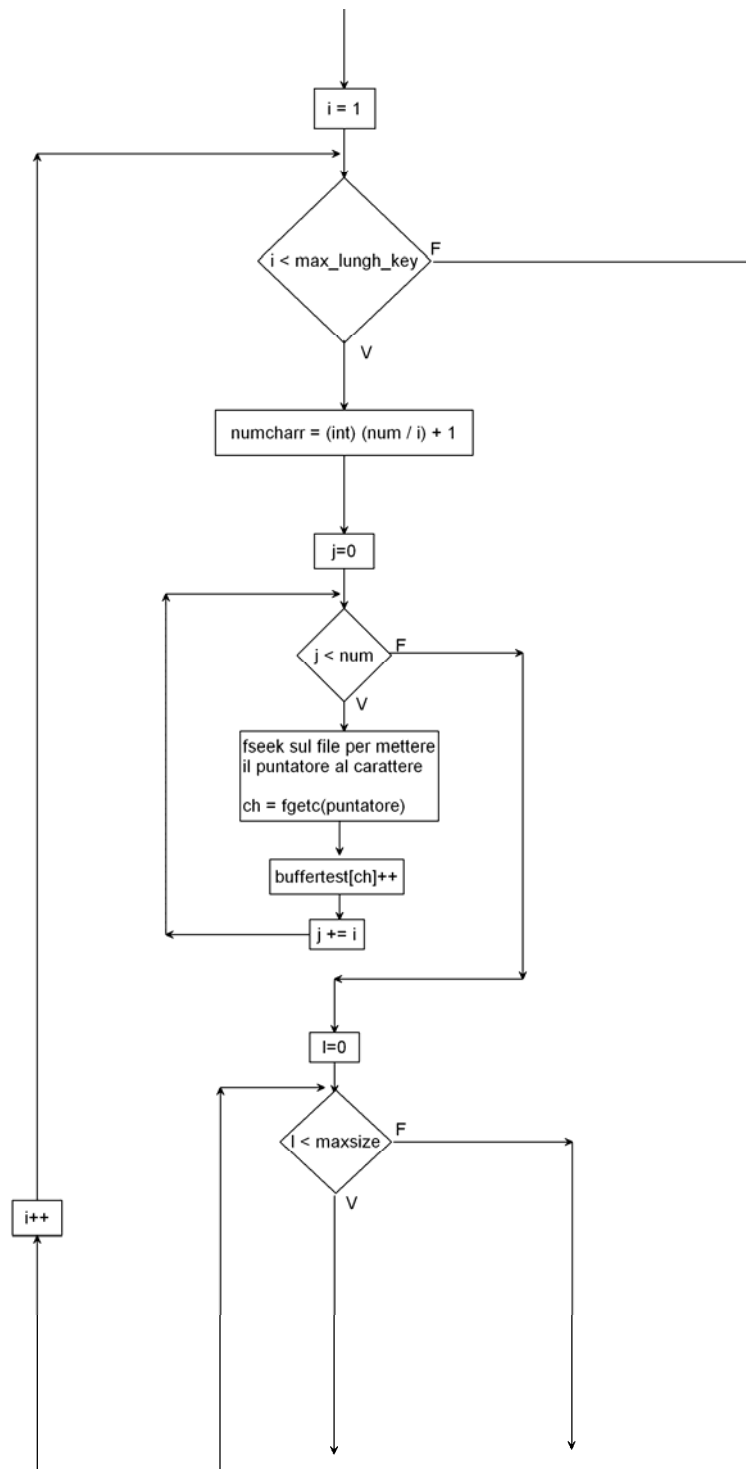 i = 1
i < max_lungh_key
F
V
numcharr = (int) (num / i) + 1
j=0
j < num
F
V
fseek sul file per mettere
il puntatore al carattere
ch = fgetc(puntatore)
buffertest[ch]++
j += i
l=0
l < maxsize
F
V
i++